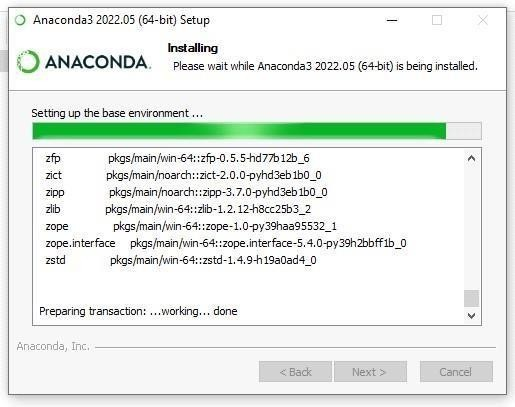 Anaconda3 2022.05 (64-bit) Setup
Installing
Please wait while Anaconda3 2022.05 (64-bit) is being installed.
ANACONDA.
Setting up the base environment ...
zfp pkgs/main/win-64::zfp-0.5.5-hd77b12b_6
zict pkgs/main/noarch::zict-2.0.0-pyhd3eb1b0_0
zipp pkgs/main/noarch::zipp-3.7.0-pyhd3eb1b0_0
zlib pkgs/main/win-64::zlib-1.2.12-h8cc25b3_2
zope pkgs/main/win-64::zope-1.0-py39haa95532_1
zope.interface pkgs/main/win-64::zope.interface-5.4.0-py39h2bbff1b_0
zstd pkgs/main/win-64::zstd-1.4.9-h19a0ad4_0
Preparing transaction: ...working... done
Anaconda, Inc.
< Back
Next >
Cancel